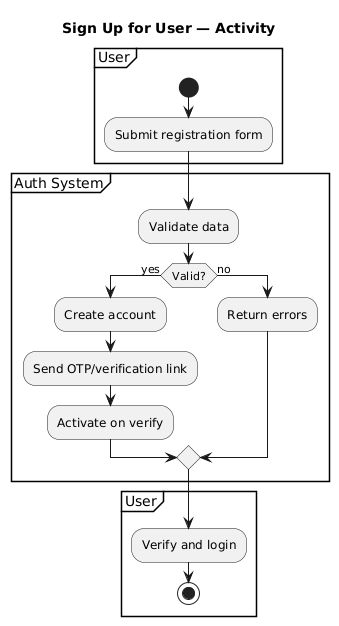 Sign Up for User — Activity
User
Submit registration form
Auth System
Validate data
yes
Valid?
no
Create account
Return errors
Send OTP/verification link
Activate on verify
User
Verify and login